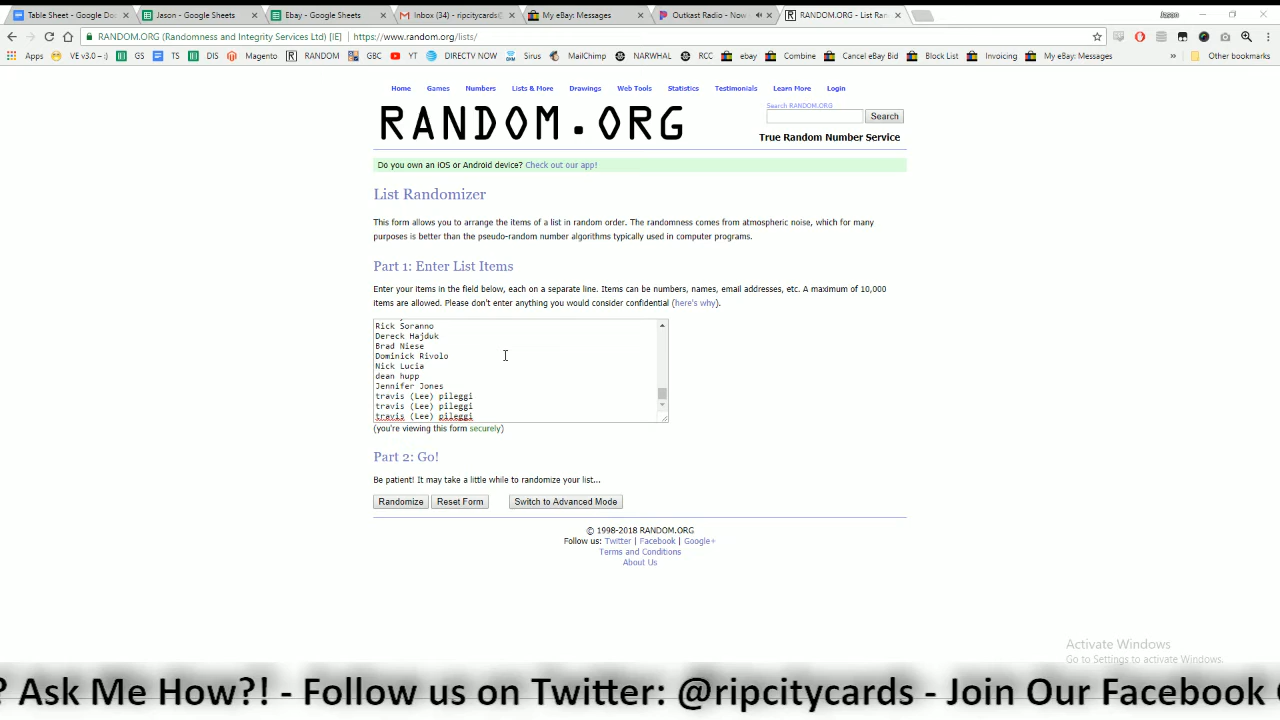 Table Sheet - Google Do
Jason - Google Sheets
Ebay - Google Sheets
Inbox (34) - ripcitycards@
My eBay: Messages
Outkast Radio - Now
RANDOM.ORG - List Ran
Jason
RANDOM.ORG (Randomness and Integrity Services Ltd) [IE]
https://www.random.org/lists/
Apps
VE v3.0 – :)
GS
TS
DIS
Magento
RANDOM
GBC
YT
DIRECTV NOW
Sirus
MailChimp
NARWHAL
RCC
ebay
Combine
Cancel eBay Bid
Block List
Invoicing
My eBay: Messages
»
Other bookmarks
Home
Games
Numbers
Lists & More
Drawings
Web Tools
Statistics
Testimonials
Learn More
Login
RANDOM.ORG
Search RANDOM.ORG
Search
True Random Number Service
Do you own an iOS or Android device? Check out our app!
List Randomizer
This form allows you to arrange the items of a list in random order. The randomness comes from atmospheric noise, which for many
purposes is better than the pseudo-random number algorithms typically used in computer programs.
Part 1: Enter List Items
Enter your items in the field below, each on a separate line. Items can be numbers, names, email addresses, etc. A maximum of 10,000
items are allowed. Please don't enter anything you would consider confidential (here's why).
Rick Soranno
Dereck Hajduk
Brad Niese
Dominick Rivolo
Nick Lucia
dean hupp
Jennifer Jones
travis (Lee) pileggi
travis (Lee) pileggi
travis (Lee) pileggi
(you're viewing this form securely)
Part 2: Go!
Be patient! It may take a little while to randomize your list...
Randomize
Reset Form
Switch to Advanced Mode
© 1998-2018 RANDOM.ORG
Follow us: Twitter | Facebook | Google+
Terms and Conditions
About Us
Activate Windows
Go to Settings to activate Windows.
? Ask Me How?! - Follow us on Twitter: @ripcitycards - Join Our Facebook